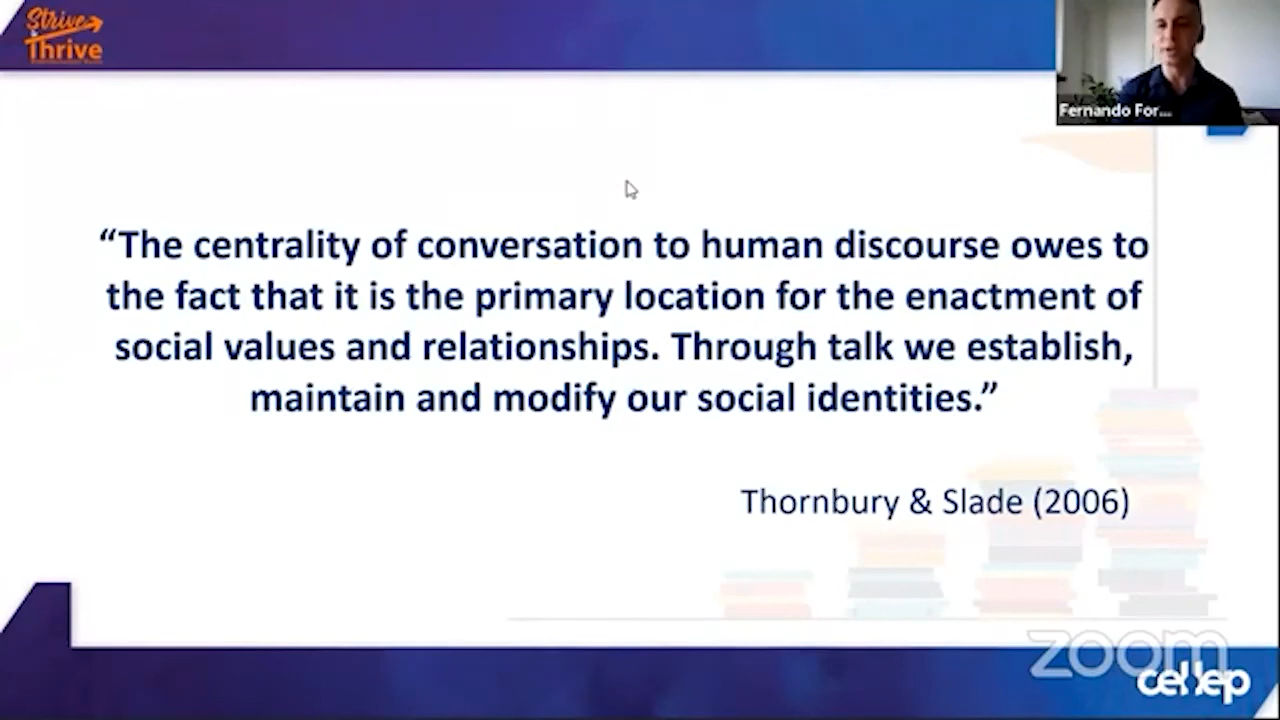 Strive
Thrive
Fernando For...
“The centrality of conversation to human discourse owes to
the fact that it is the primary location for the enactment of
social values and relationships. Through talk we establish,
maintain and modify our social identities.”
Thornbury & Slade (2006)
zoom
cellep